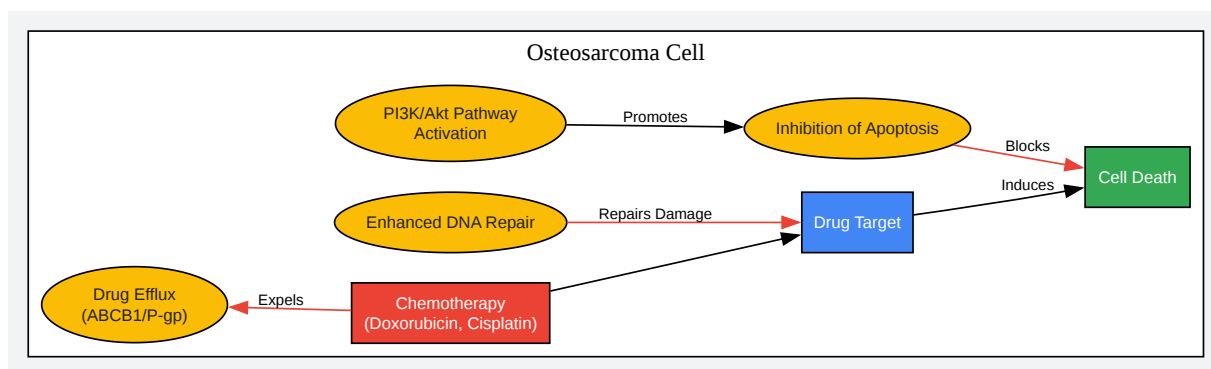 Osteosarcoma Cell
PI3K/Akt Pathway
Activation
Promotes
Inhibition of Apoptosis
Blocks
Cell Death
Induces
Enhanced DNA Repair
Repairs Damage
Drug Target
Drug Efflux
(ABCB1/P-gp)
Expels
Chemotherapy
(Doxorubicin, Cisplatin)